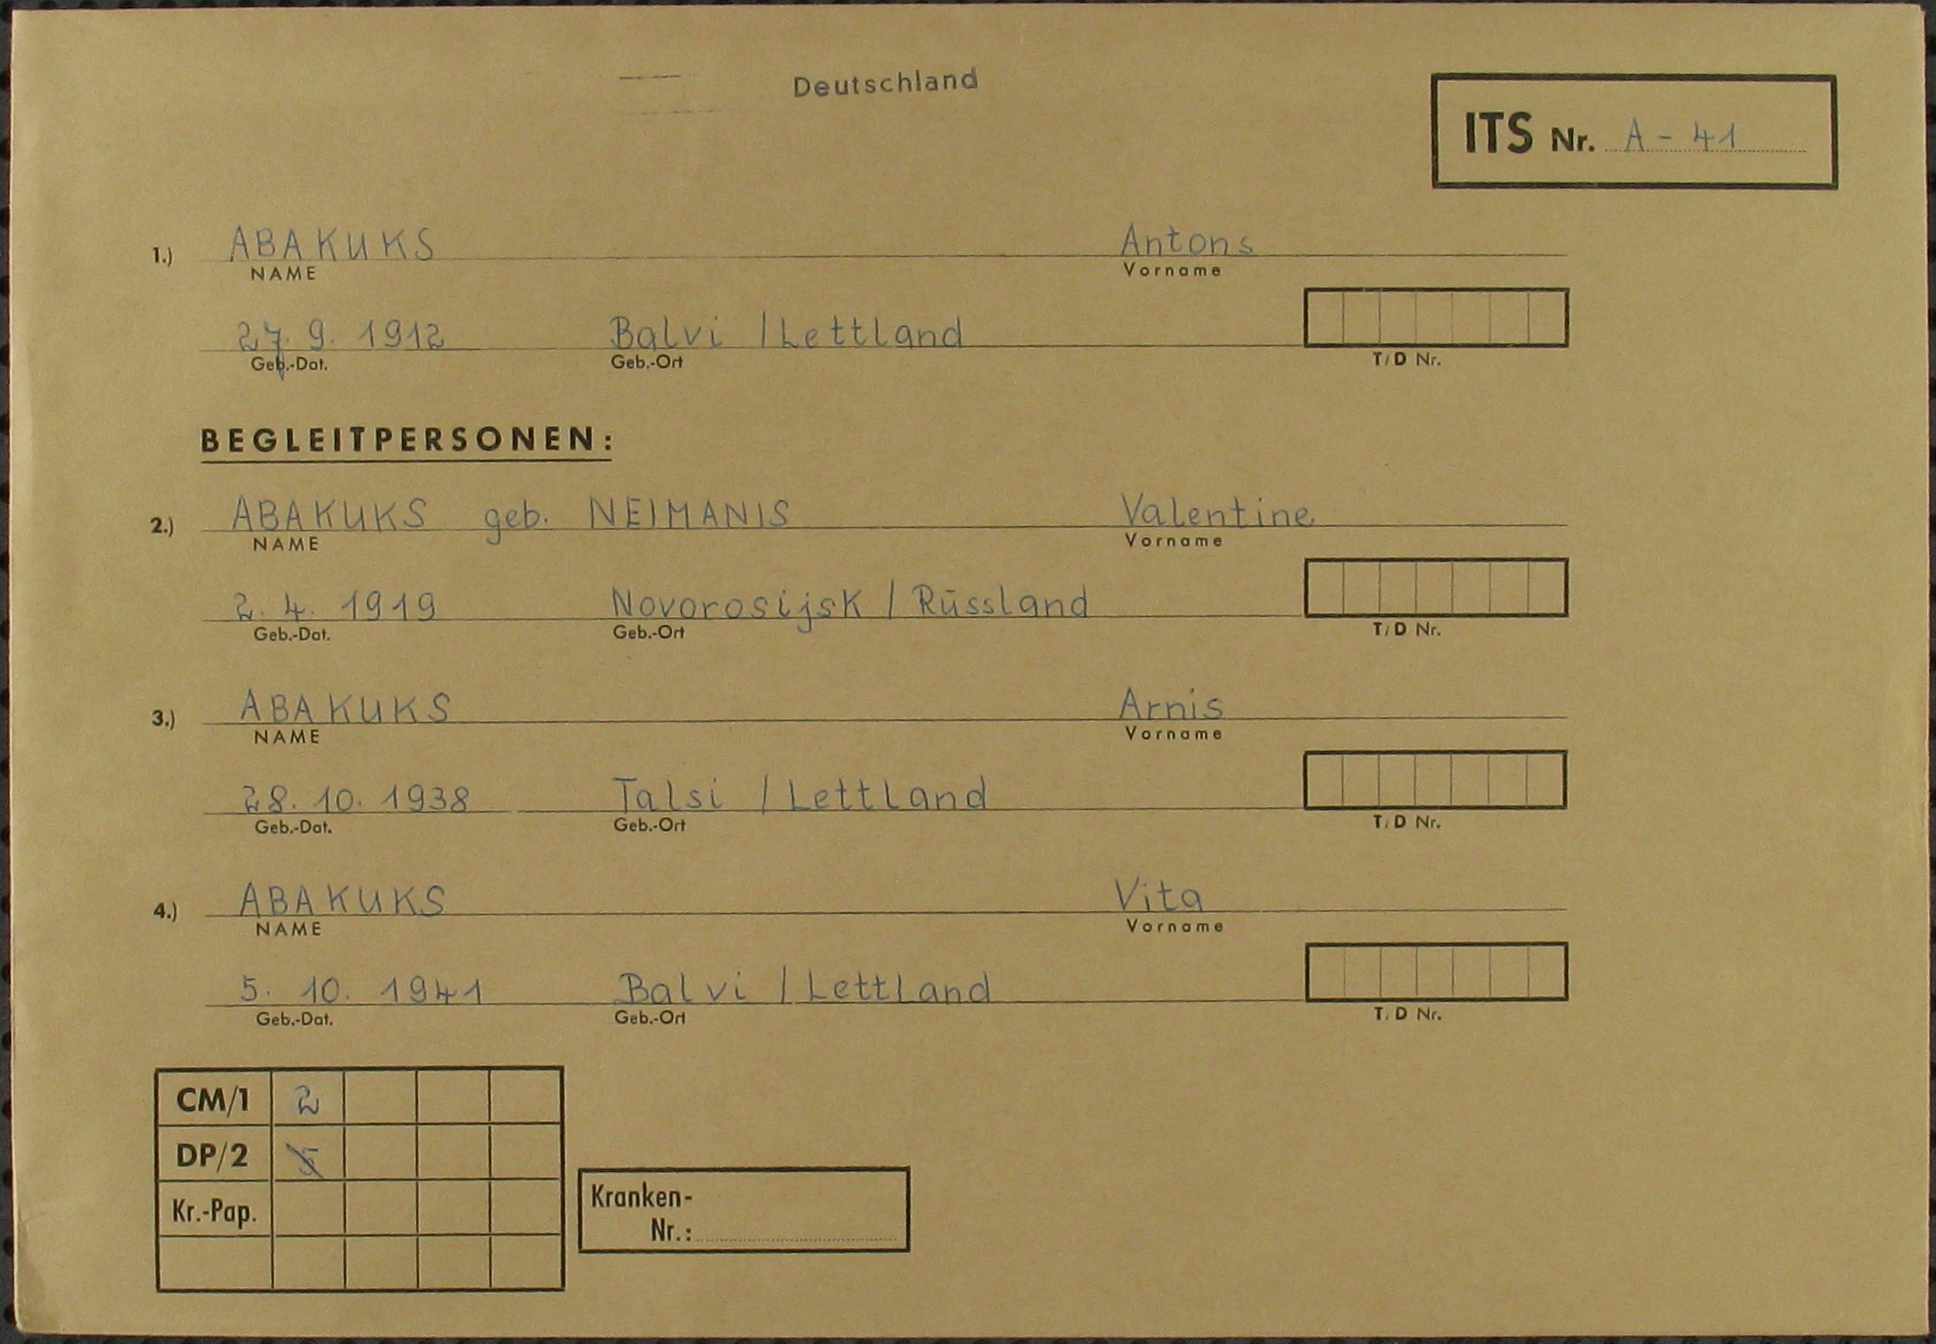 Deutschland
ITS Nr. A - 41
1.) ABAKUKS Antons
NAME Vorname
27. 9. 1912 Balvi / Lettland
Geb.-Dat. Geb.-Ort T/D Nr.
BEGLEITPERSONEN:
2.) ABAKUKS geb. NEIMANIS Valentine
NAME Vorname
2. 4. 1919 Novorosijsk / Rūssland
Geb.-Dat. Geb.-Ort T/D Nr.
3.) ABAKUKS Arnis
NAME Vorname
28. 10. 1938 Talsi / Lettland
Geb.-Dat. Geb.-Ort T/D Nr.
4.) ABAKUKS Vita
NAME Vorname
5. 10. 1941 Balvi / Lettland
Geb.-Dat. Geb.-Ort T/D Nr.
CM/1 2
DP/2 5
Kr.-Pap.
Kranken-
Nr.: